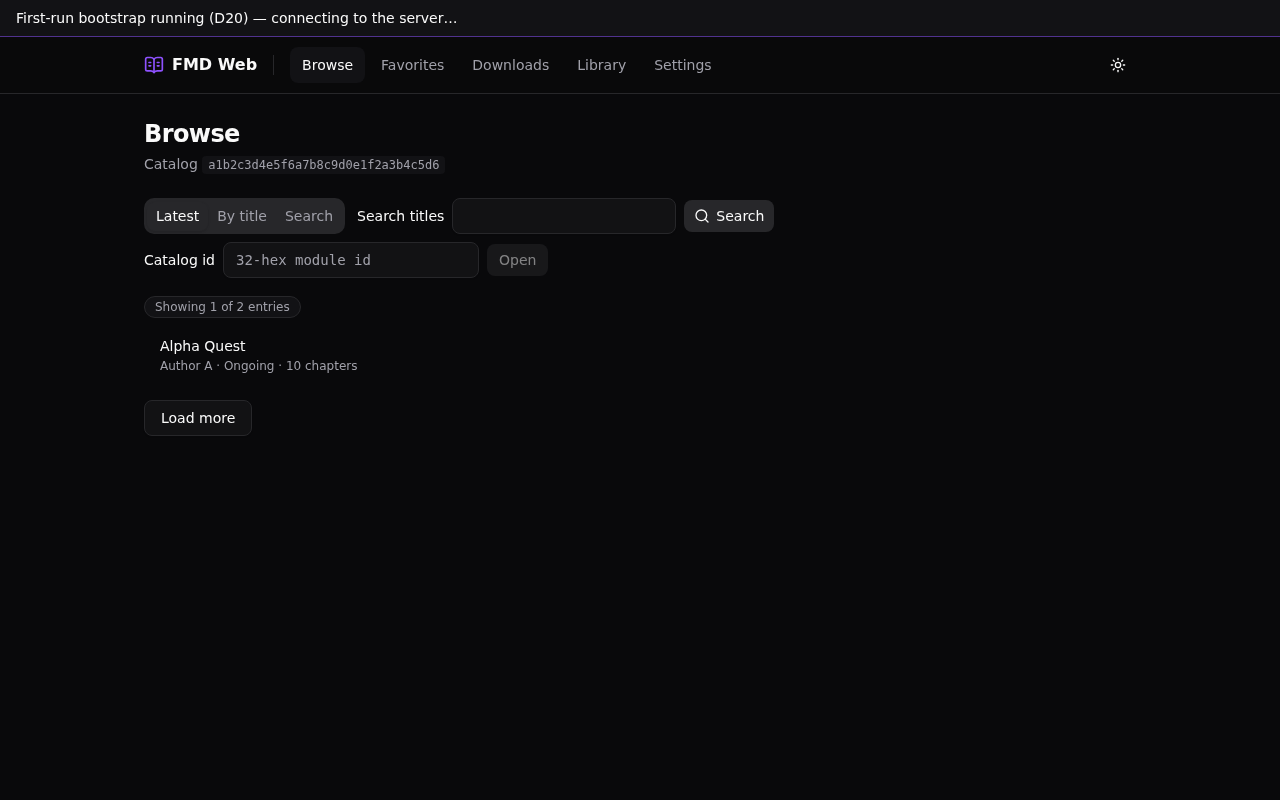 First-run bootstrap running (D20) — connecting to the server…
FMD Web Browse Favorites Downloads Library Settings
Browse
Catalog a1b2c3d4e5f6a7b8c9d0e1f2a3b4c5d6
Latest By title Search Search titles Search
Catalog id 32-hex module id Open
Showing 1 of 2 entries
Alpha Quest
Author A · Ongoing · 10 chapters
Load more